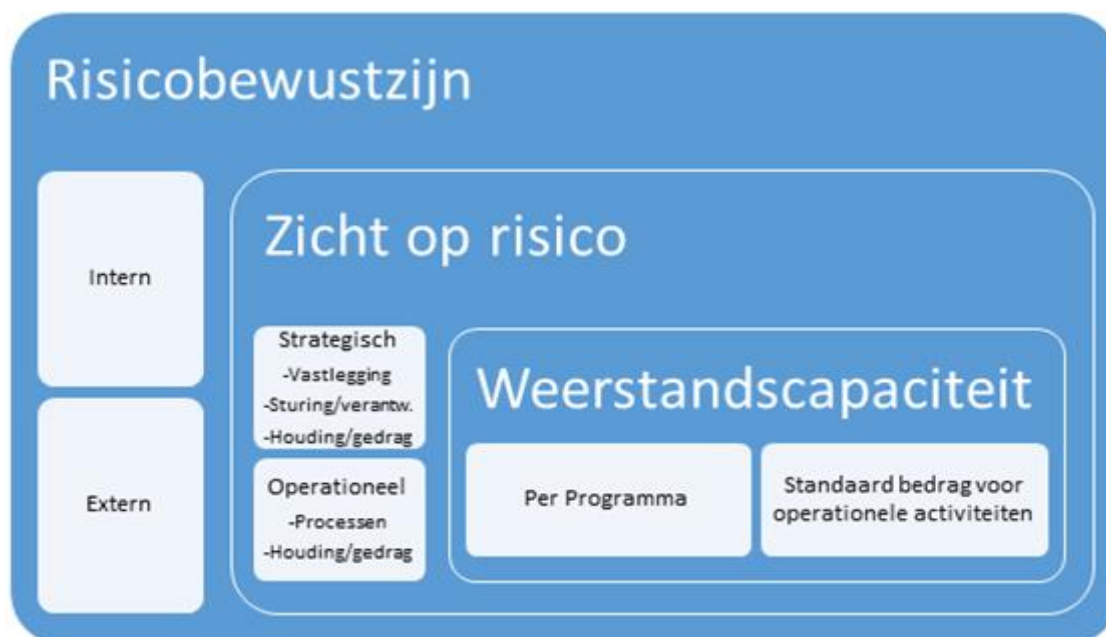 Risicobewustzijn
Intern
Extern
Zicht op risico
Strategisch
-Vastlegging
-Sturing/verantw.
-Houding/gedrag
Operationeel
-Processen
-Houding/gedrag
Weerstandscapaciteit
Per Programma
Standaard bedrag voor
operationele activiteiten